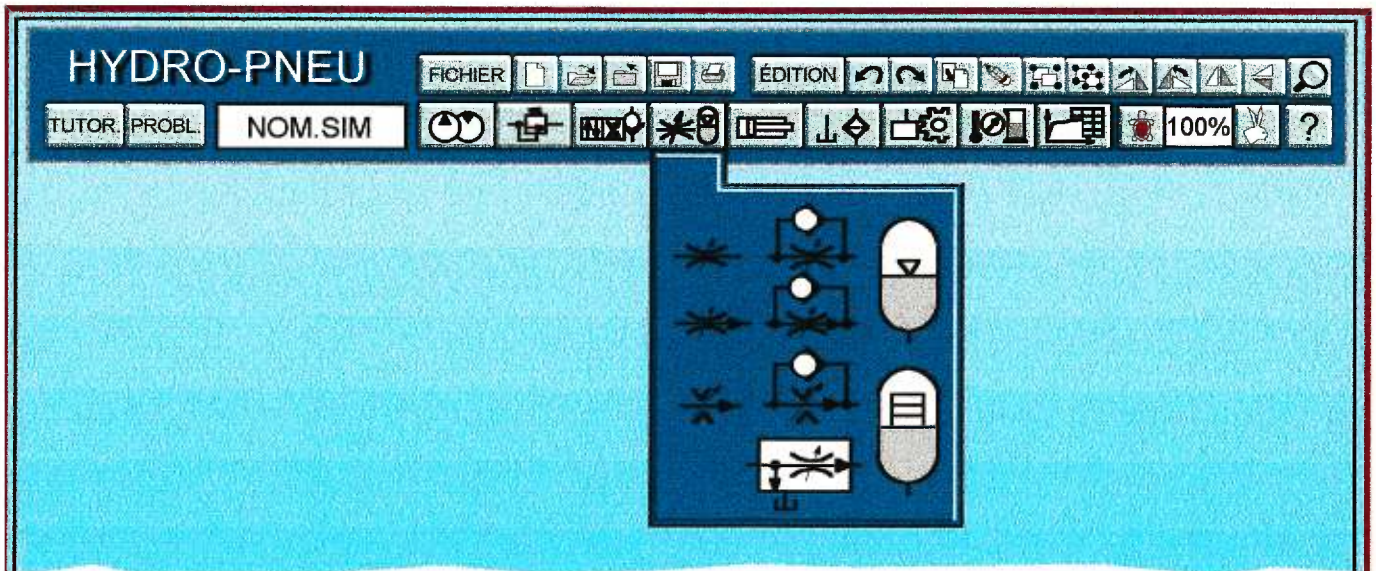 HYDRO-PNEU
FICHIER
ÉDITION
TUTOR. PROBL. NOM.SIM
100% ?